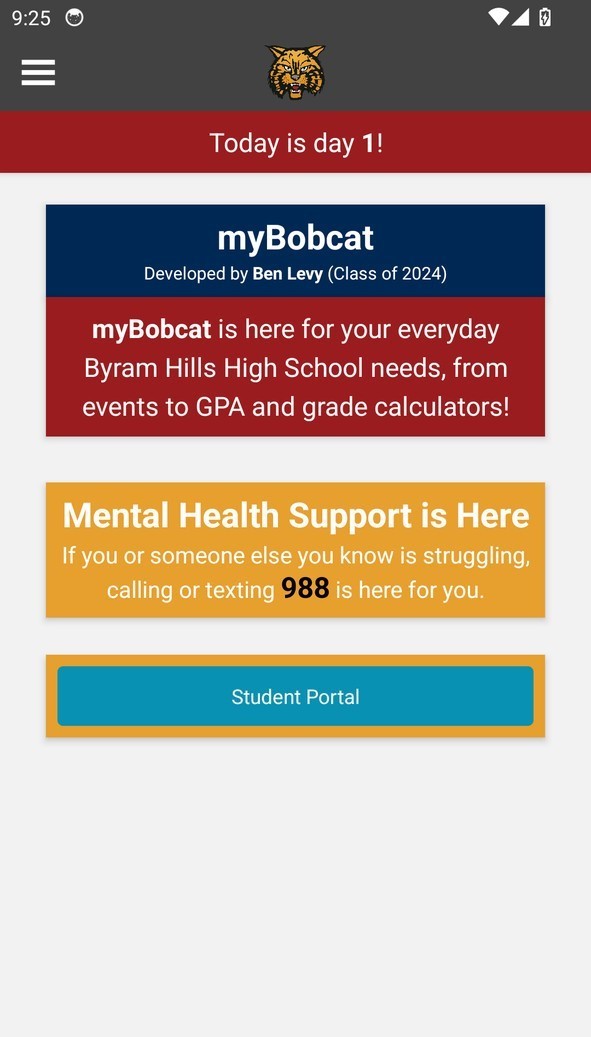 9:25
Today is day 1!
myBobcat
Developed by Ben Levy (Class of 2024)
myBobcat is here for your everyday
Byram Hills High School needs, from
events to GPA and grade calculators!
Mental Health Support is Here
If you or someone else you know is struggling,
calling or texting 988 is here for you.
Student Portal